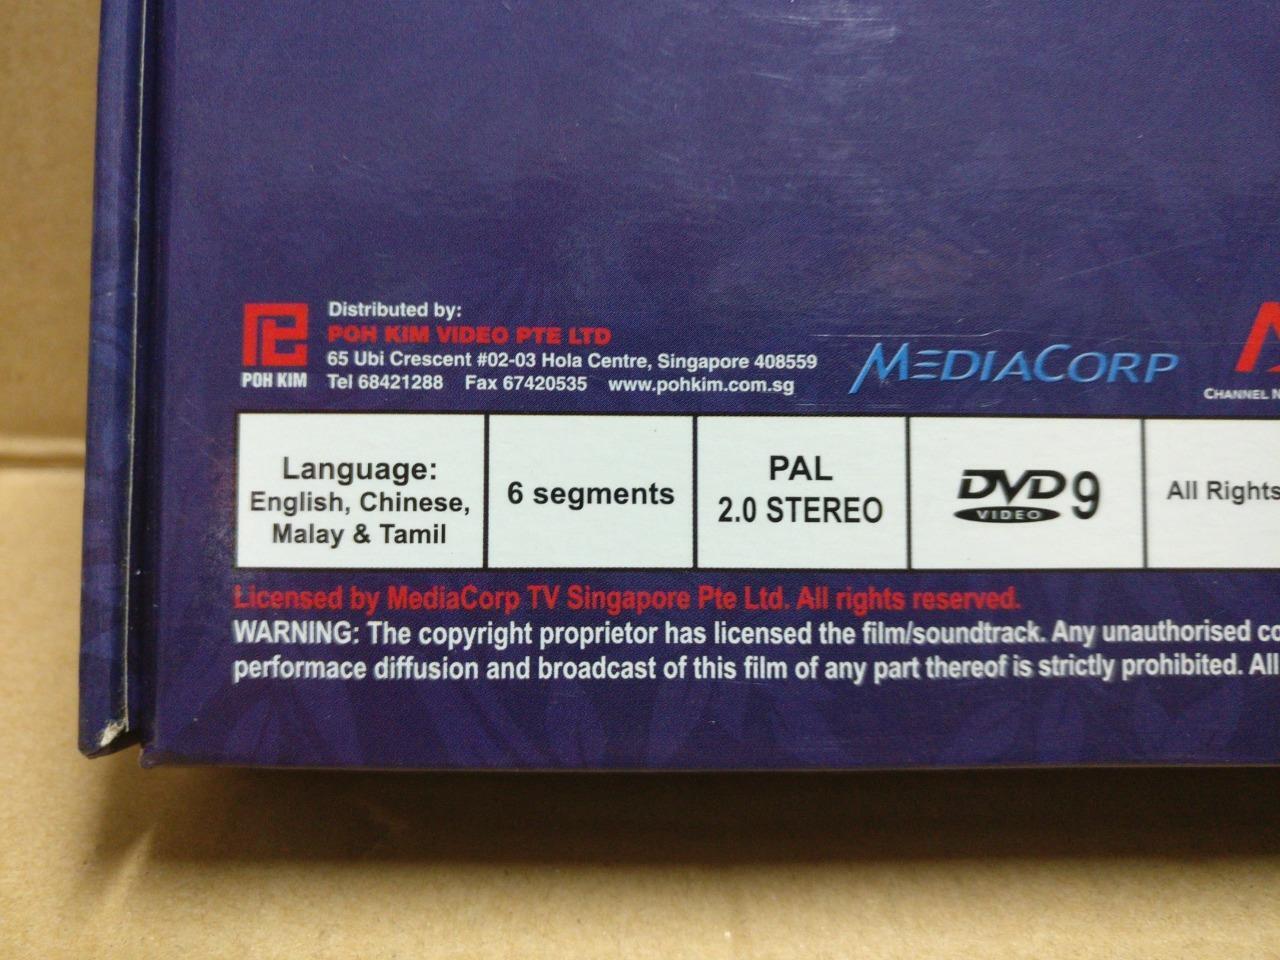 Distributed by:
POH KIM VIDEO PTE LTD
65 Ubi Crescent #02-03 Hola Centre, Singapore 408559
Tel 68421288 Fax 67420535 www.pohkim.com.sg
POH KIM
MEDIACORP
CHANNEL N
Language:
English, Chinese,
Malay & Tamil
6 segments
PAL
2.0 STEREO
DVD 9
VIDEO
All Rights
Licensed by MediaCorp TV Singapore Pte Ltd. All rights reserved.
WARNING: The copyright proprietor has licensed the film/soundtrack. Any unauthorised co
performace diffusion and broadcast of this film of any part thereof is strictly prohibited. All